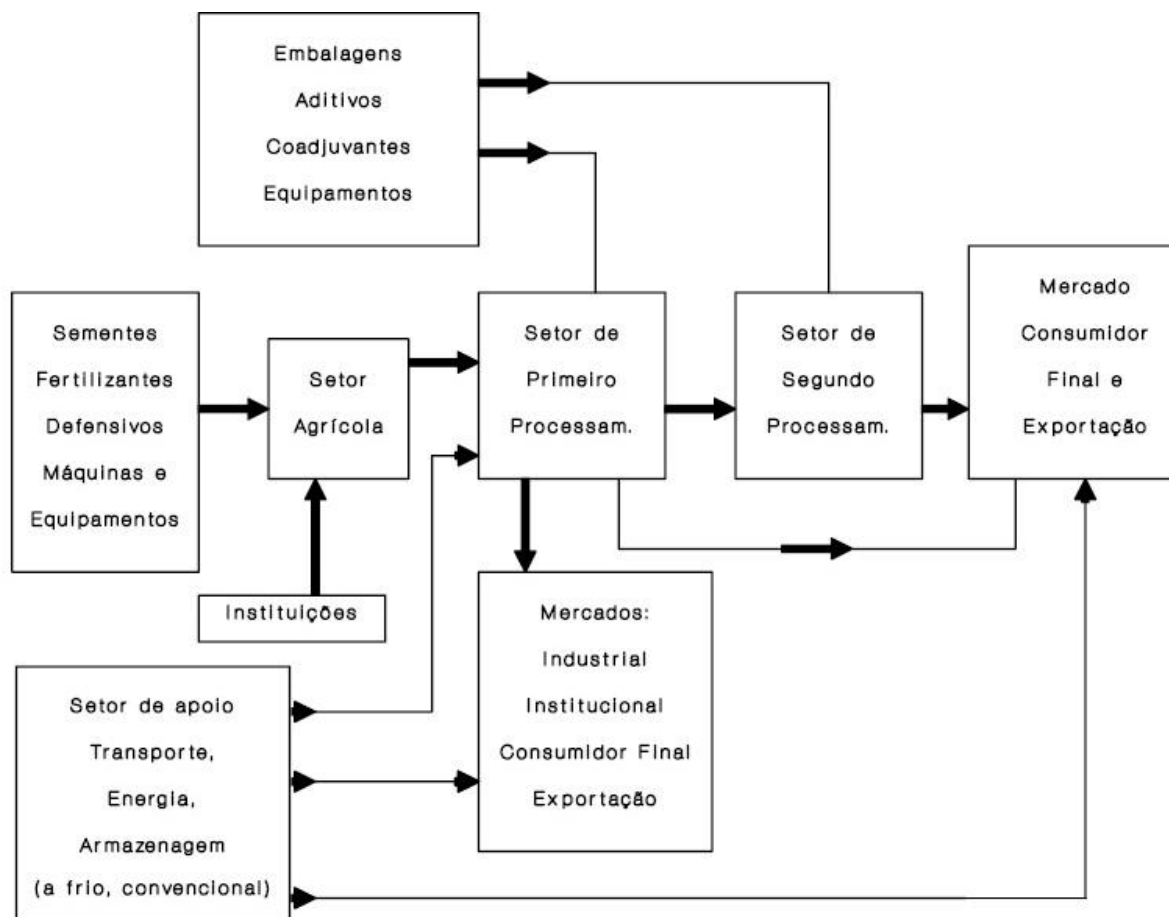 Embalagens
Aditivos
Coadjuvantes
Equipamentos
Sementes
Fertilizantes
Defensivos
Máquinas e
Equipamentos
Setor
Agrícola
Setor de
Primeiro
Processam.
Setor de
Segundo
Processam.
Mercado
Consumidor
Final e
Exportação
Instituições
Setor de apoio
Transporte,
Energia,
Armazenagem
(a frio, convencional)
Mercados:
Industrial
Institucional
Consumidor Final
Exportação